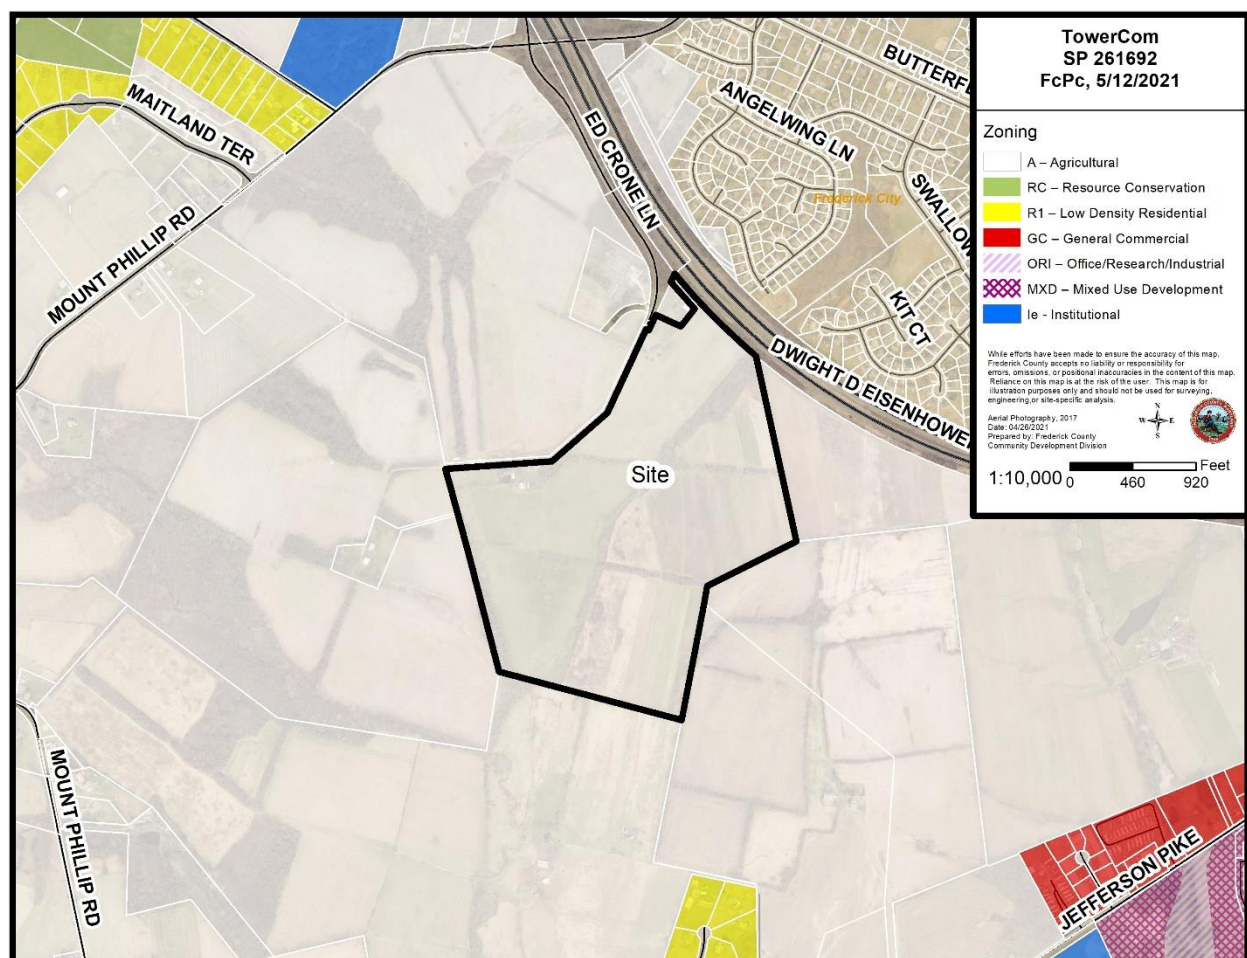 TowerCom
SP 261692
FcPc, 5/12/2021
Zoning
A – Agricultural
RC – Resource Conservation
R1 – Low Density Residential
GC – General Commercial
ORI – Office/Research/Industrial
MXD – Mixed Use Development
Ie - Institutional
While efforts have been made to ensure the accuracy of this map,
Frederick County accepts no liability or responsibility for
errors, omissions, or positional inaccuracies in the content of this map.
Reliance on this map is at the risk of the user. This map is for
illustration purposes only and should not be used for surveying,
engineering,or site-specific analysis.
Aerial Photography, 2017
Date: 04/26/2021
Prepared by: Frederick County
Community Development Division
N
W E
S
1:10,000
0 460 920 Feet
BUTTERF
ANGELWING LN
MAITLAND TER
ED CRONE LN
SWALLOW
Frederick City
MOUNT PHILLIP RD
KIT CT
DWIGHT D EISENHOWE
Site
MOUNT PHILLIP RD
JEFFERSON PIKE